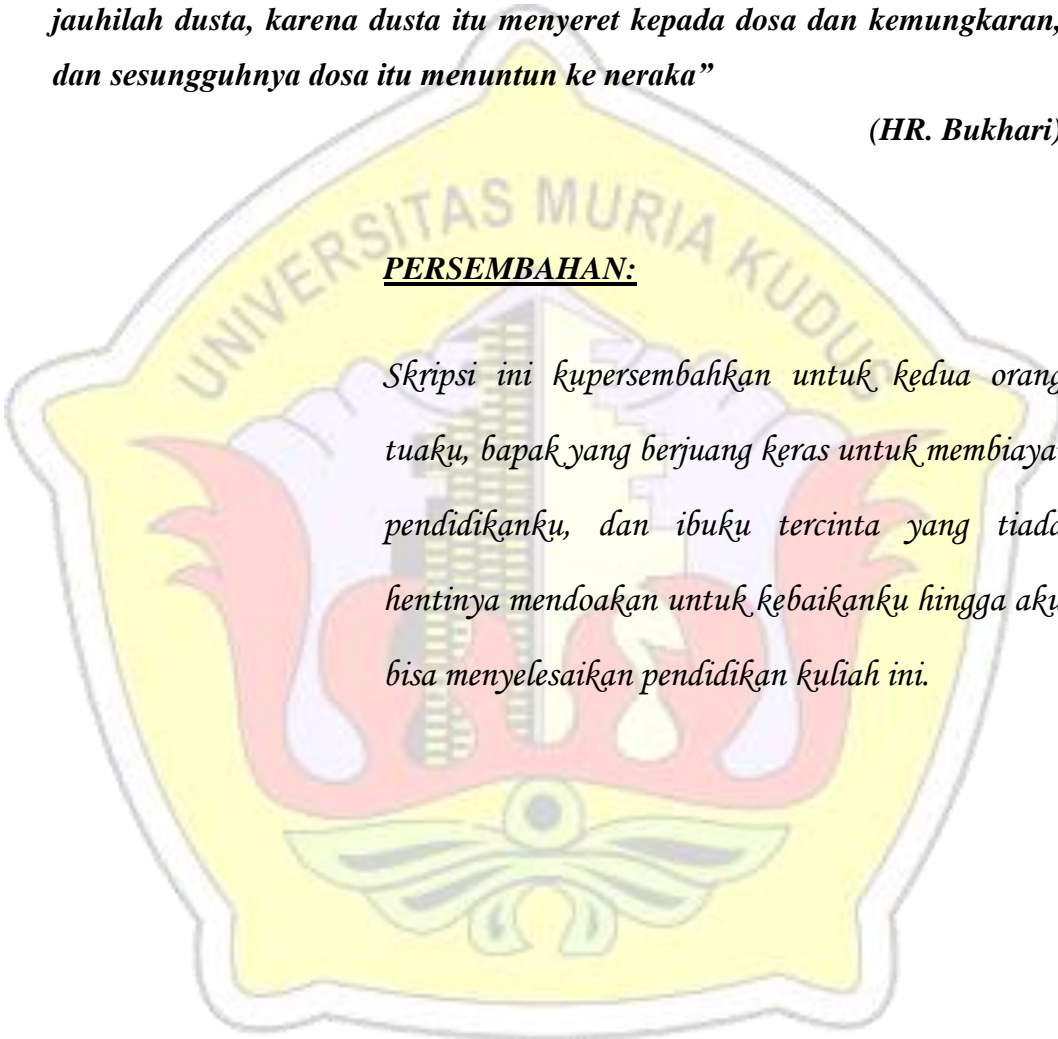 jauhilah dusta, karena dusta itu menyeret kepada dosa dan kemungkaran,
dan sesungguhnya dosa itu menuntun ke neraka”
(HR. Bukhari)
UNIVERSITAS MURIA KUDUS
PERSEMBAHAN:
Skripsi ini kupersembahkan untuk kedua orang
tuaku, bapak yang berjuang keras untuk membiayai
pendidikanku, dan ibuku tercinta yang tiada
hentinya mendoakan untuk kebaikanku hingga aku
bisa menyelesaikan pendidikan kuliah ini.